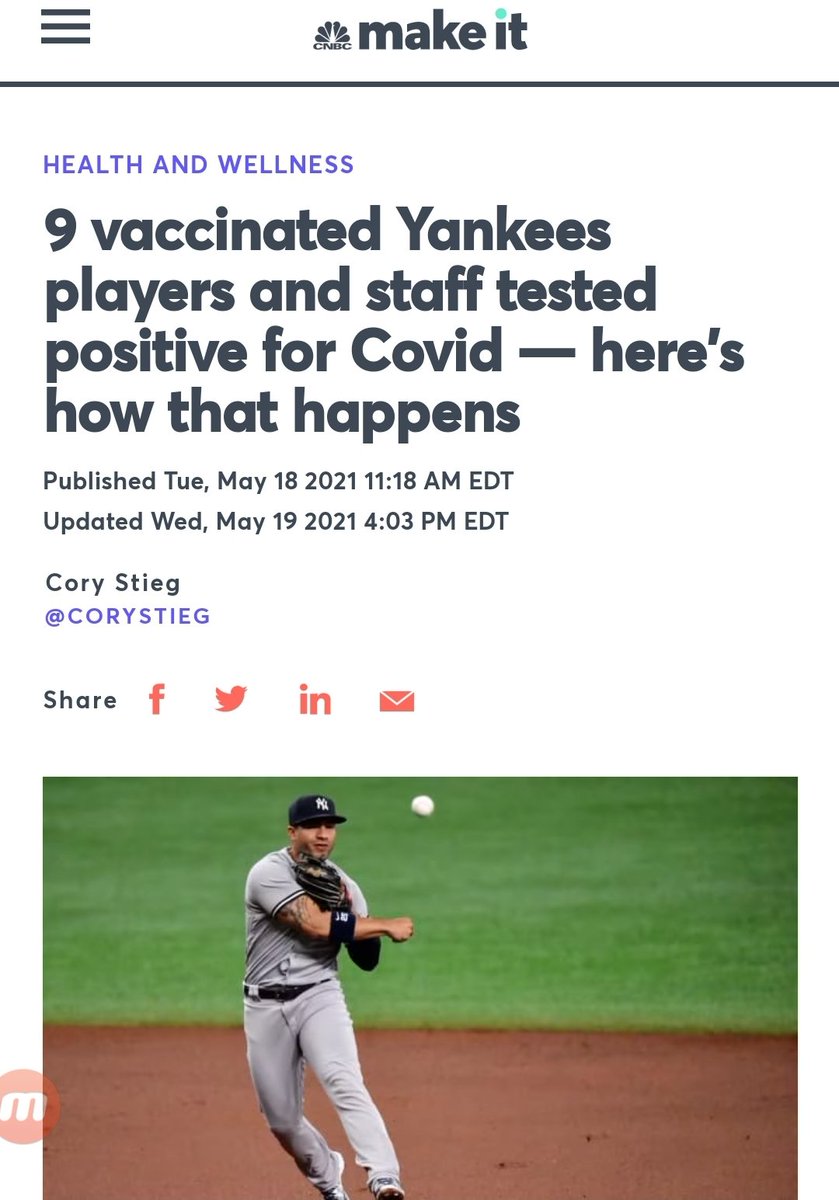 CNBC make it
HEALTH AND WELLNESS
9 vaccinated Yankees
players and staff tested
positive for Covid — here's
how that happens
Published Tue, May 18 2021 11:18 AM EDT
Updated Wed, May 19 2021 4:03 PM EDT
Cory Stieg
@CORYSTIEG
Share f in
NY
m